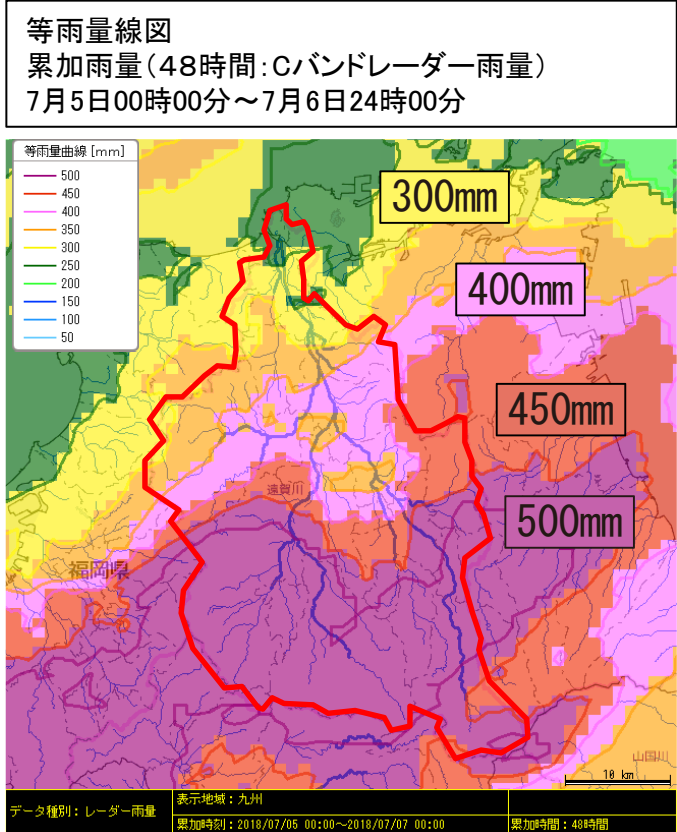 等雨量線図
累加雨量(48時間:Cバンドレーダー雨量)
7月5日00時00分～7月6日24時00分
等雨量曲線 [mm]
500
450
400
350
300
250
200
150
100
50
300mm
400mm
450mm
500mm
遠賀川
福岡県
山国川
10 km
データ種別：レーダー雨量
表示地域：九州
累加時刻：2018/07/05 00:00～2018/07/07 00:00
累加時間：48時間